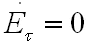 Ė_τ = 0